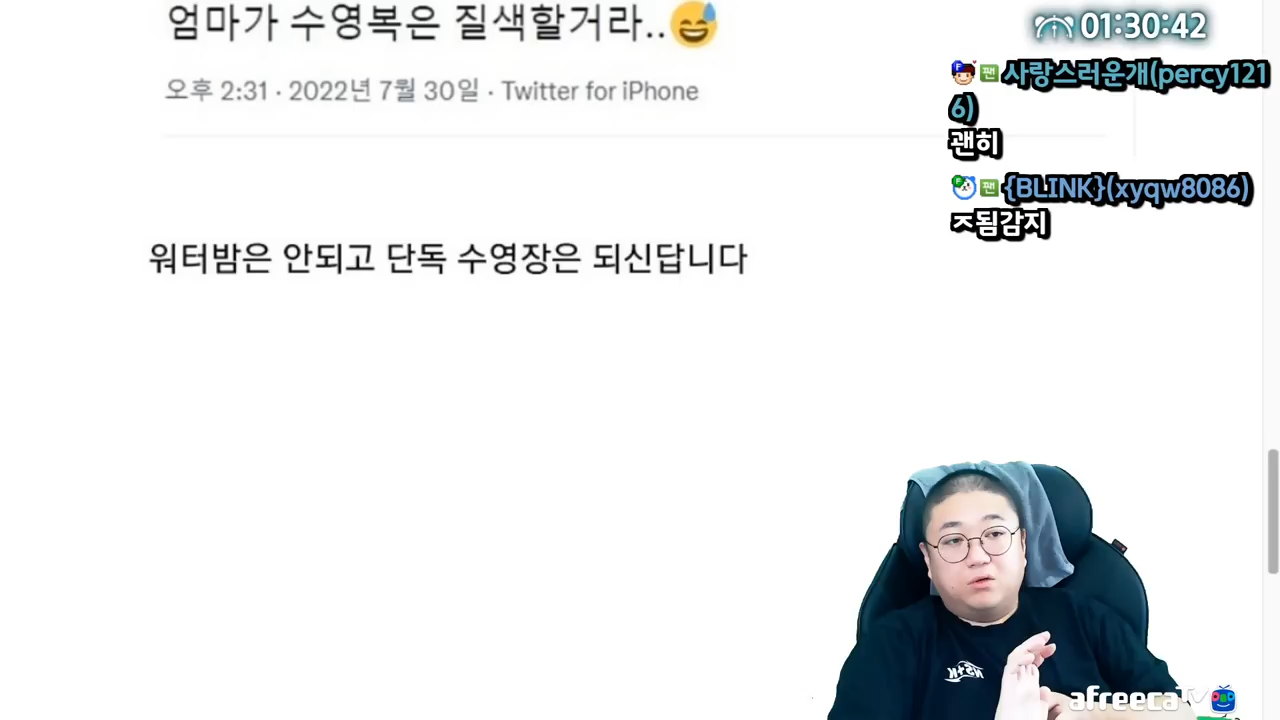 엄마가 수영복은 질색할거라..😅
오후 2:31 · 2022년 7월 30일 · Twitter for iPhone
워터밤은 안되고 단독 수영장은 되신답니다
01:30:42
팬 사랑스러운개(percy121
6)
괜히
팬 {BLINK}(xyqw8086)
ㅈ됨감지
NS+K
afreecaTV